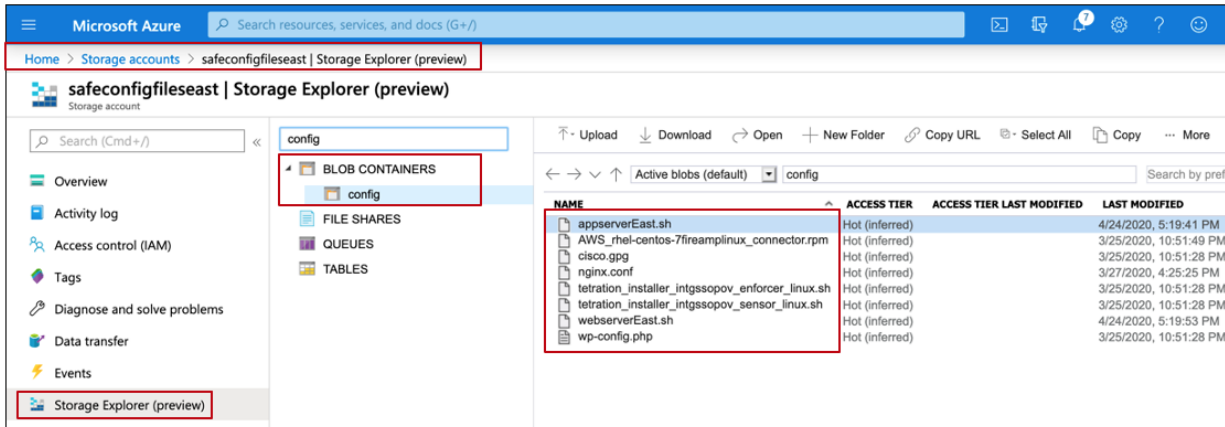 Microsoft Azure
Search resources, services, and docs (G+/)
7
Home > Storage accounts > safeconfigfileseast | Storage Explorer (preview)
safeconfigfileseast | Storage Explorer (preview)
Storage account
Search (Cmd+/)
«
Overview
Activity log
Access control (IAM)
Tags
Diagnose and solve problems
Data transfer
Events
Storage Explorer (preview)
config
BLOB CONTAINERS
config
FILE SHARES
QUEUES
TABLES
Upload Download Open New Folder Copy URL Select All Copy ··· More
Active blobs (default) config Search by pref
NAME ACCESS TIER ACCESS TIER LAST MODIFIED LAST MODIFIED
appserverEast.sh Hot (inferred) 4/24/2020, 5:19:41 PM
AWS_rhel-centos-7fireamplinux_connector.rpm Hot (inferred) 3/25/2020, 10:51:49 PM
cisco.gpg Hot (inferred) 3/25/2020, 10:51:28 PM
nginx.conf Hot (inferred) 3/27/2020, 4:25:25 PM
tetration_installer_intgssopov_enforcer_linux.sh Hot (inferred) 3/25/2020, 10:51:28 PM
tetration_installer_intgssopov_sensor_linux.sh Hot (inferred) 3/25/2020, 10:51:28 PM
webserverEast.sh Hot (inferred) 4/24/2020, 5:19:53 PM
wp-config.php Hot (inferred) 3/25/2020, 10:51:28 PM